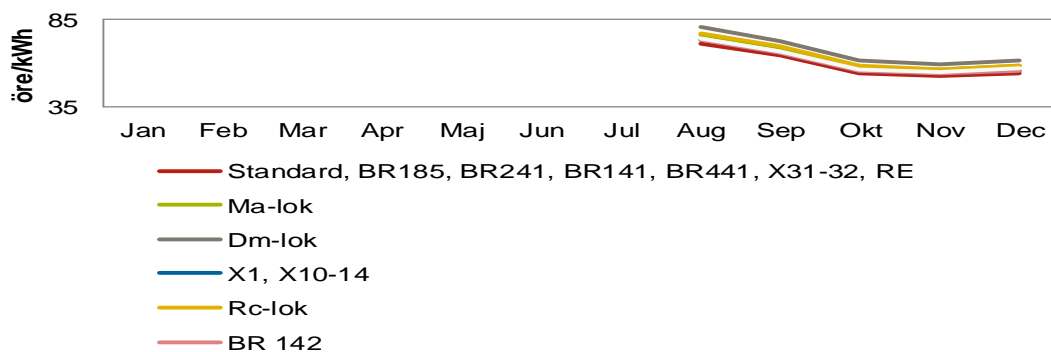 85
öre/kWh
35
Jan Feb Mar Apr Maj Jun Jul Aug Sep Okt Nov Dec
Standard, BR185, BR241, BR141, BR441, X31-32, RE
Ma-lok
Dm-lok
X1, X10-14
Rc-lok
BR 142